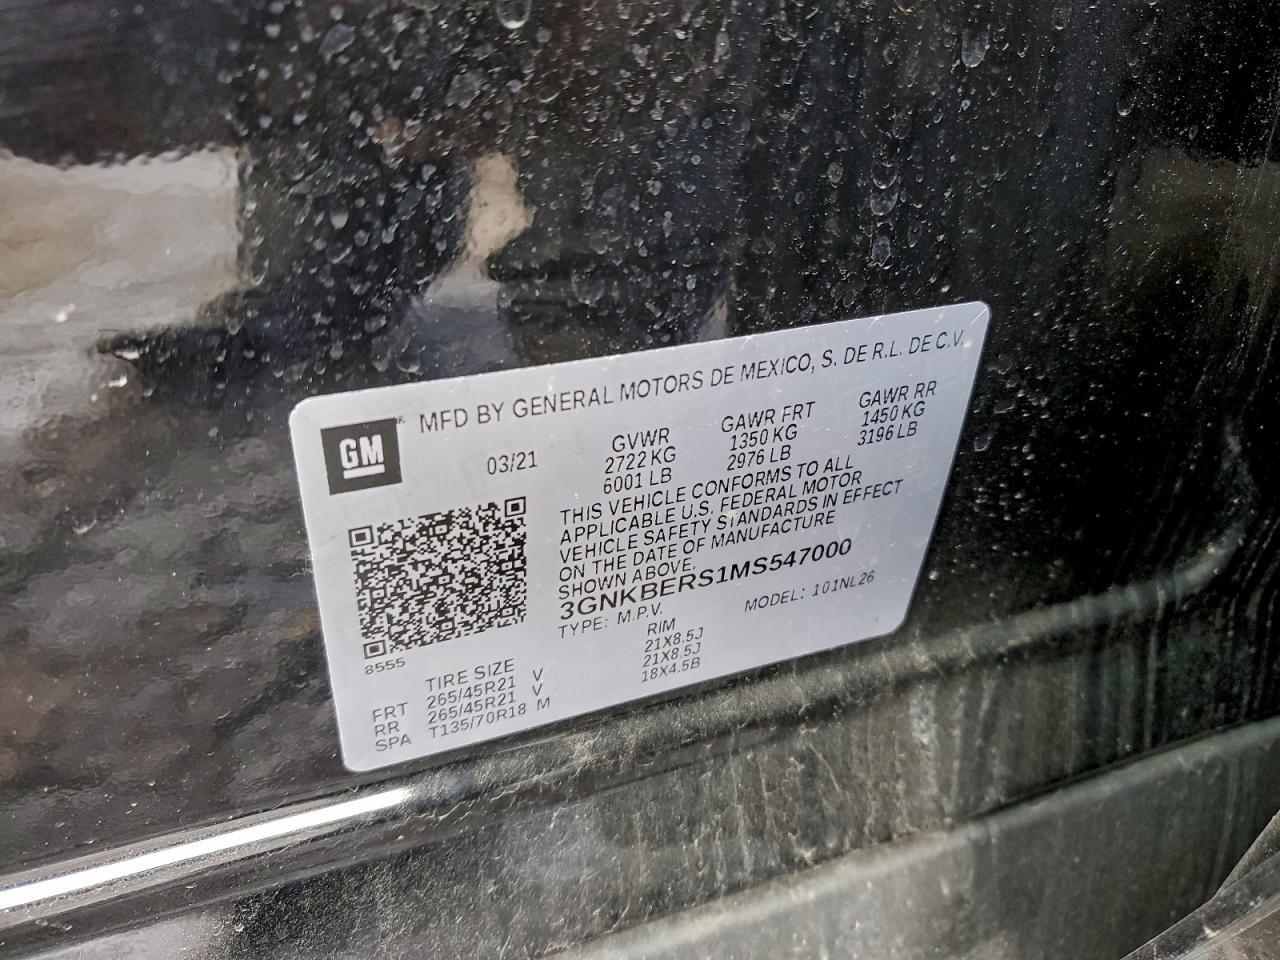 GM
MFD BY GENERAL MOTORS DE MEXICO, S. DE R.L. DE C.V.
03/21
GVWR GAWR FRT GAWR RR
2722 KG 1350 KG 1450 KG
6001 LB 2976 LB 3196 LB
THIS VEHICLE CONFORMS TO ALL
APPLICABLE U.S. FEDERAL MOTOR
VEHICLE SAFETY STANDARDS IN EFFECT
ON THE DATE OF MANUFACTURE
SHOWN ABOVE.
3GNKBERS1MS547000
TYPE: M.P.V. MODEL: 101NL26
8555
TIRE SIZE RIM
FRT 265/45R21 V 21X8.5J
RR 265/45R21 V 21X8.5J
SPA T135/70R18 M 18X4.5B